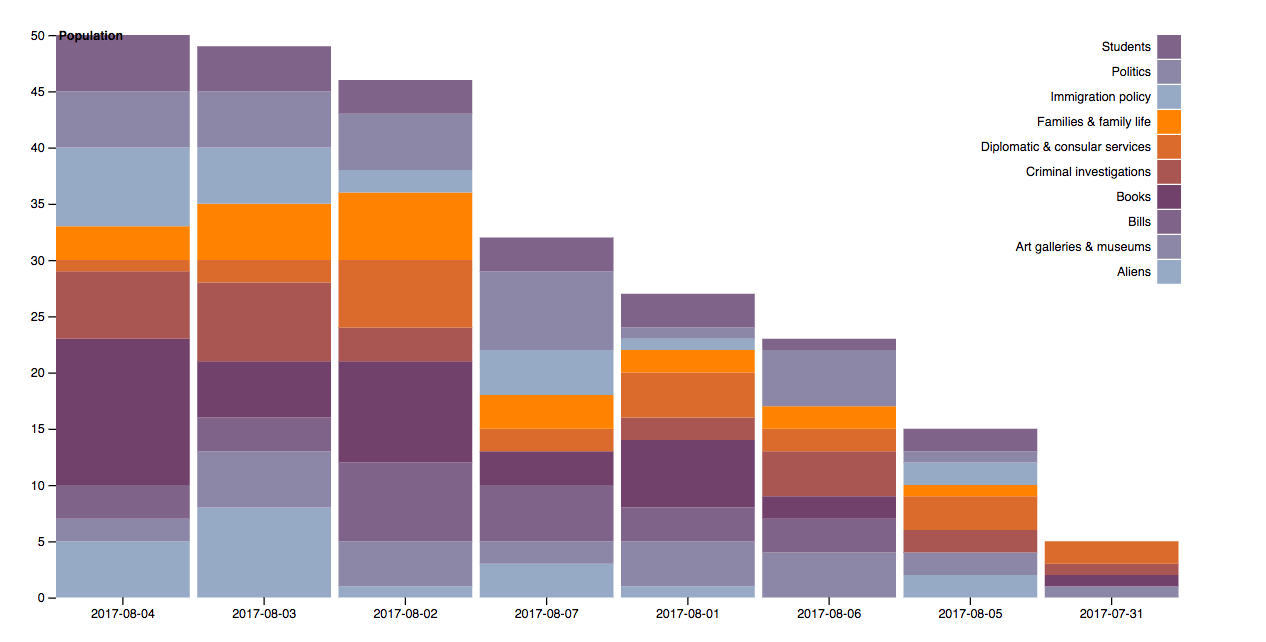 Population
50
45
40
35
30
25
20
15
10
5
0
2017-08-04 2017-08-03 2017-08-02 2017-08-07 2017-08-01 2017-08-06 2017-08-05 2017-07-31
Students
Politics
Immigration policy
Families & family life
Diplomatic & consular services
Criminal investigations
Books
Bills
Art galleries & museums
Aliens